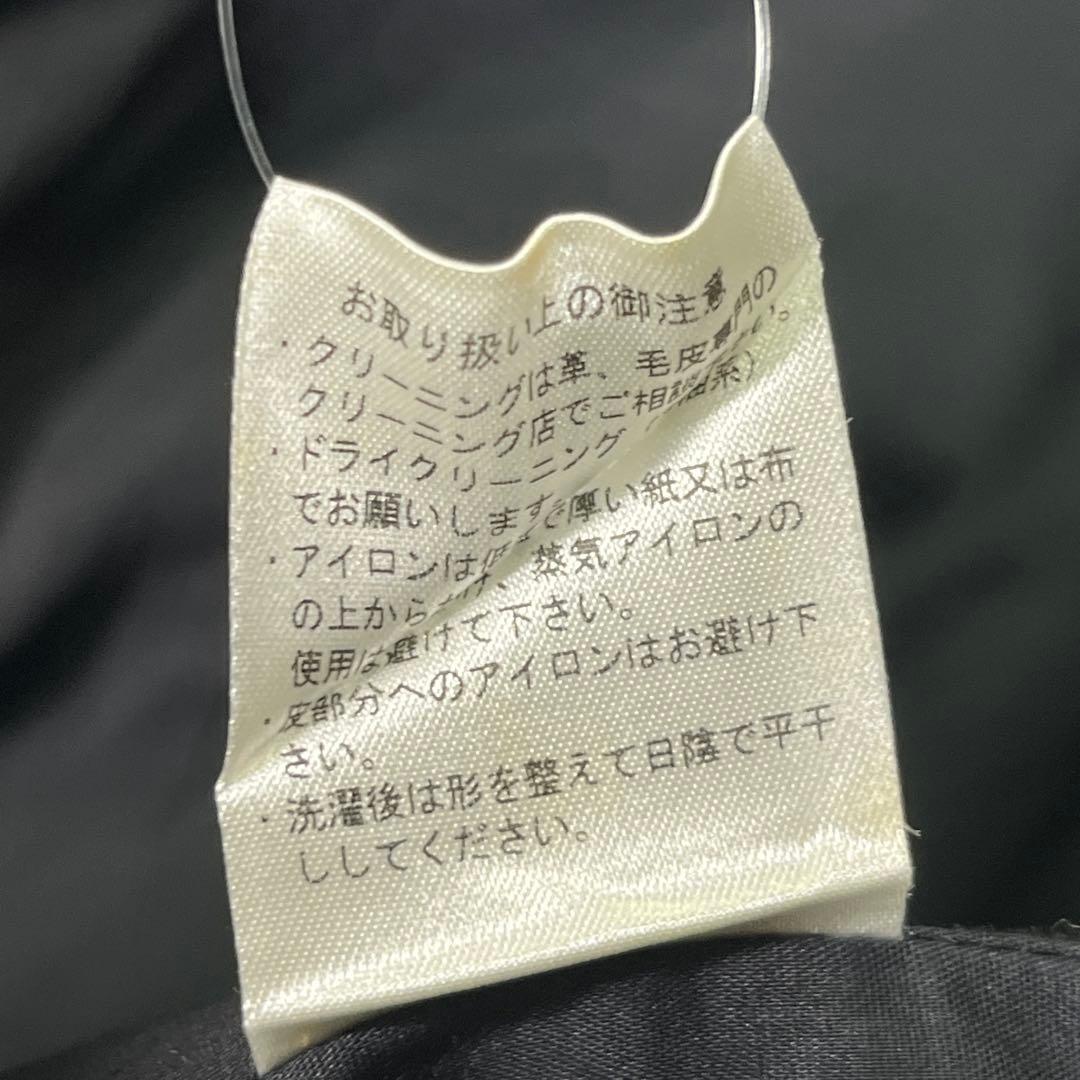 お取り扱い上の御注意
・クリーニングは革、毛皮専門の
クリーニング店でご相談
・ドライクリーニング 系）
でお願いします
・アイロンは 厚い紙又は布
の上から 蒸気アイロンの
使用は避けて下さい。
・皮部分へのアイロンはお避け下
さい。
・洗濯後は形を整えて日陰で平干
ししてください。